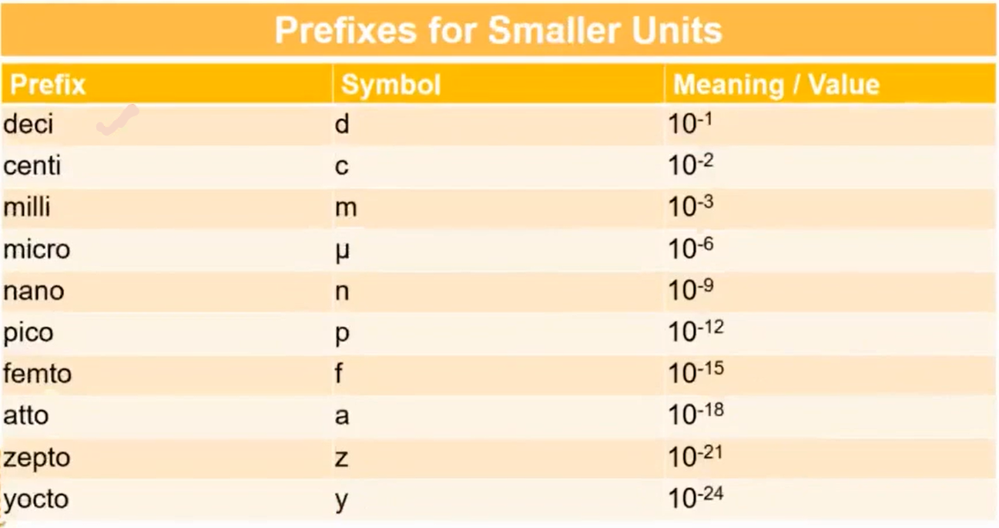 Prefixes for Smaller Units
Prefix Symbol Meaning / Value
deci d 10⁻¹
centi c 10⁻²
milli m 10⁻³
micro μ 10⁻⁶
nano n 10⁻⁹
pico p 10⁻¹²
femto f 10⁻¹⁵
atto a 10⁻¹⁸
zepto z 10⁻²¹
yocto y 10⁻²⁴